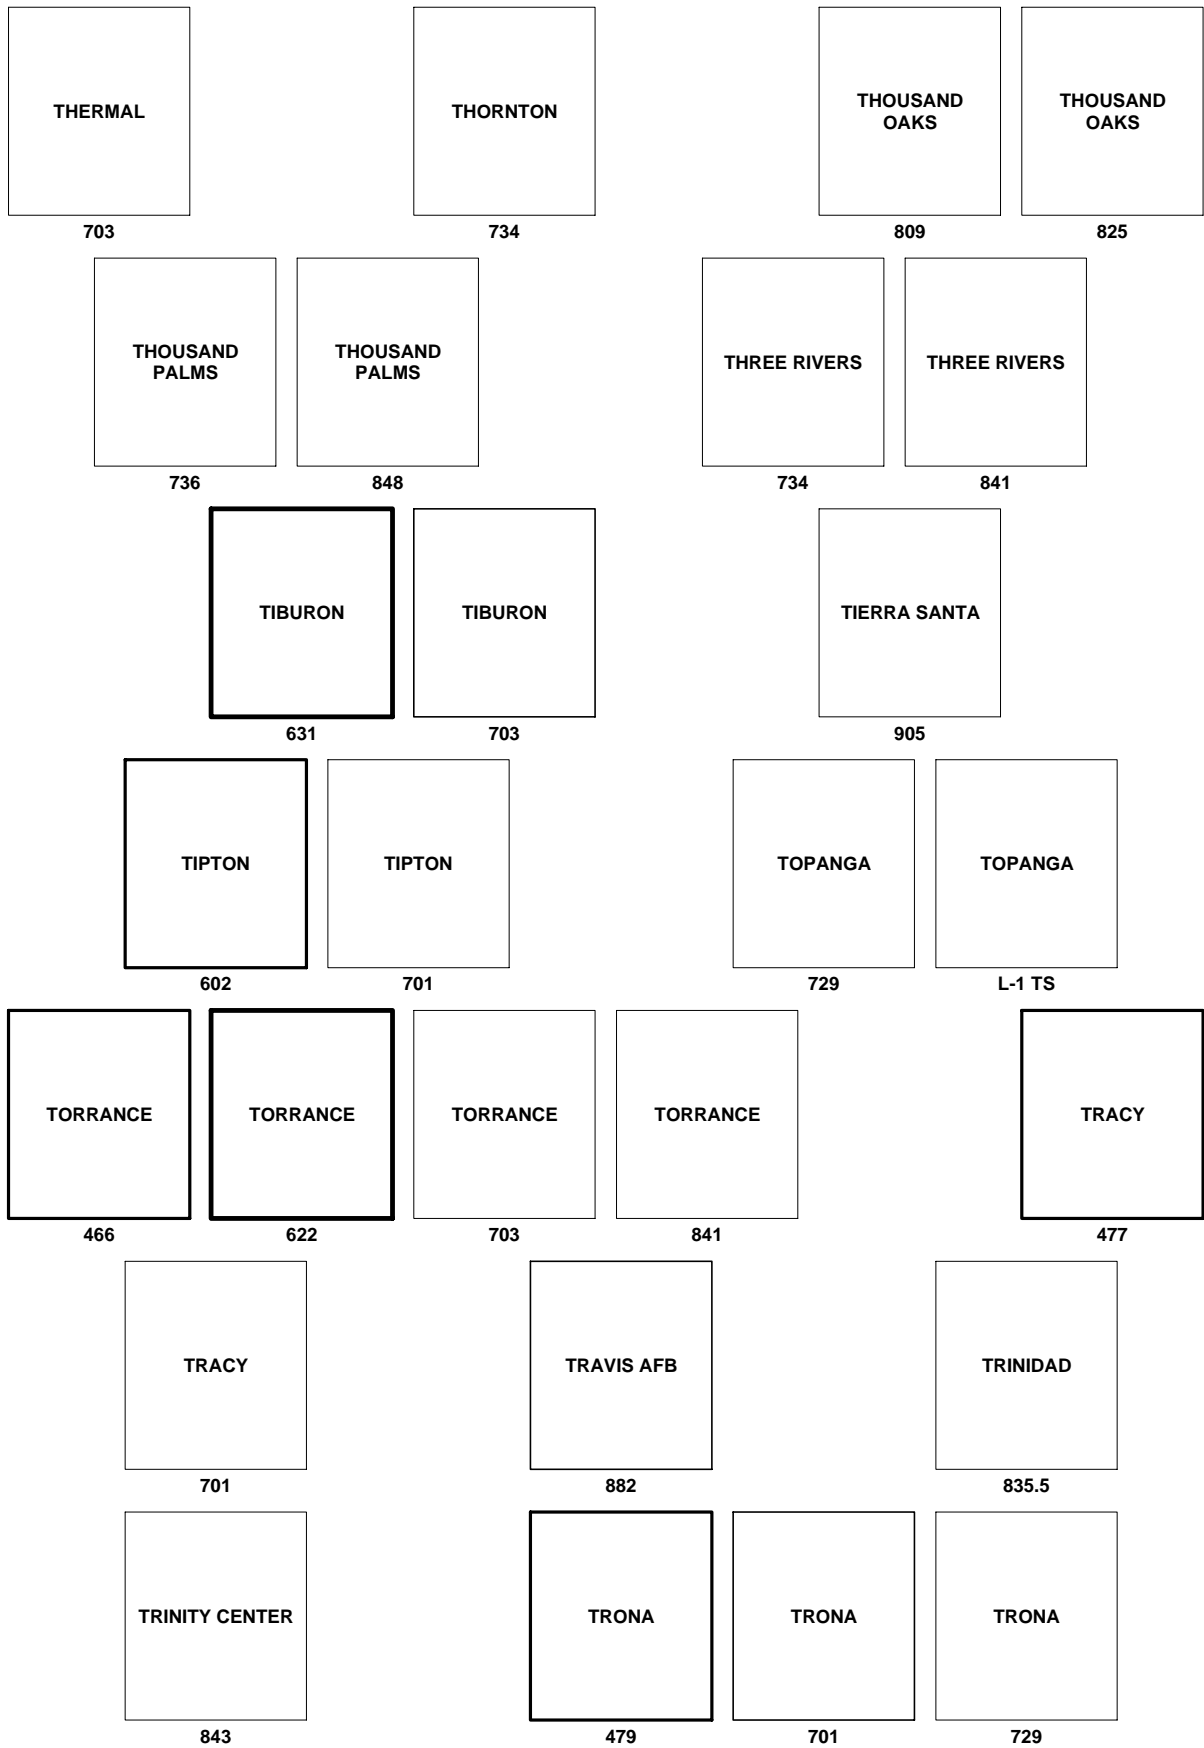 THERMAL
703
THORNTON
734
THOUSAND
OAKS
809
THOUSAND
OAKS
825
THOUSAND
PALMS
736
THOUSAND
PALMS
848
THREE RIVERS
734
THREE RIVERS
841
TIBURON
631
TIBURON
703
TIERRA SANTA
905
TIPTON
602
TIPTON
701
TOPANGA
729
TOPANGA
L-1 TS
TORRANCE
466
TORRANCE
622
TORRANCE
703
TORRANCE
841
TRACY
477
TRACY
701
TRAVIS AFB
882
TRINIDAD
835.5
TRINITY CENTER
843
TRONA
479
TRONA
701
TRONA
729